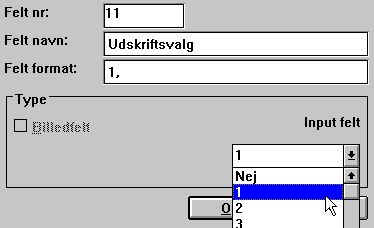 Felt nr: 11
Felt navn: Udskriftsvalg
Felt format: 1,
Type
Billedfelt
Input felt
1
Nej
1
O
2
3